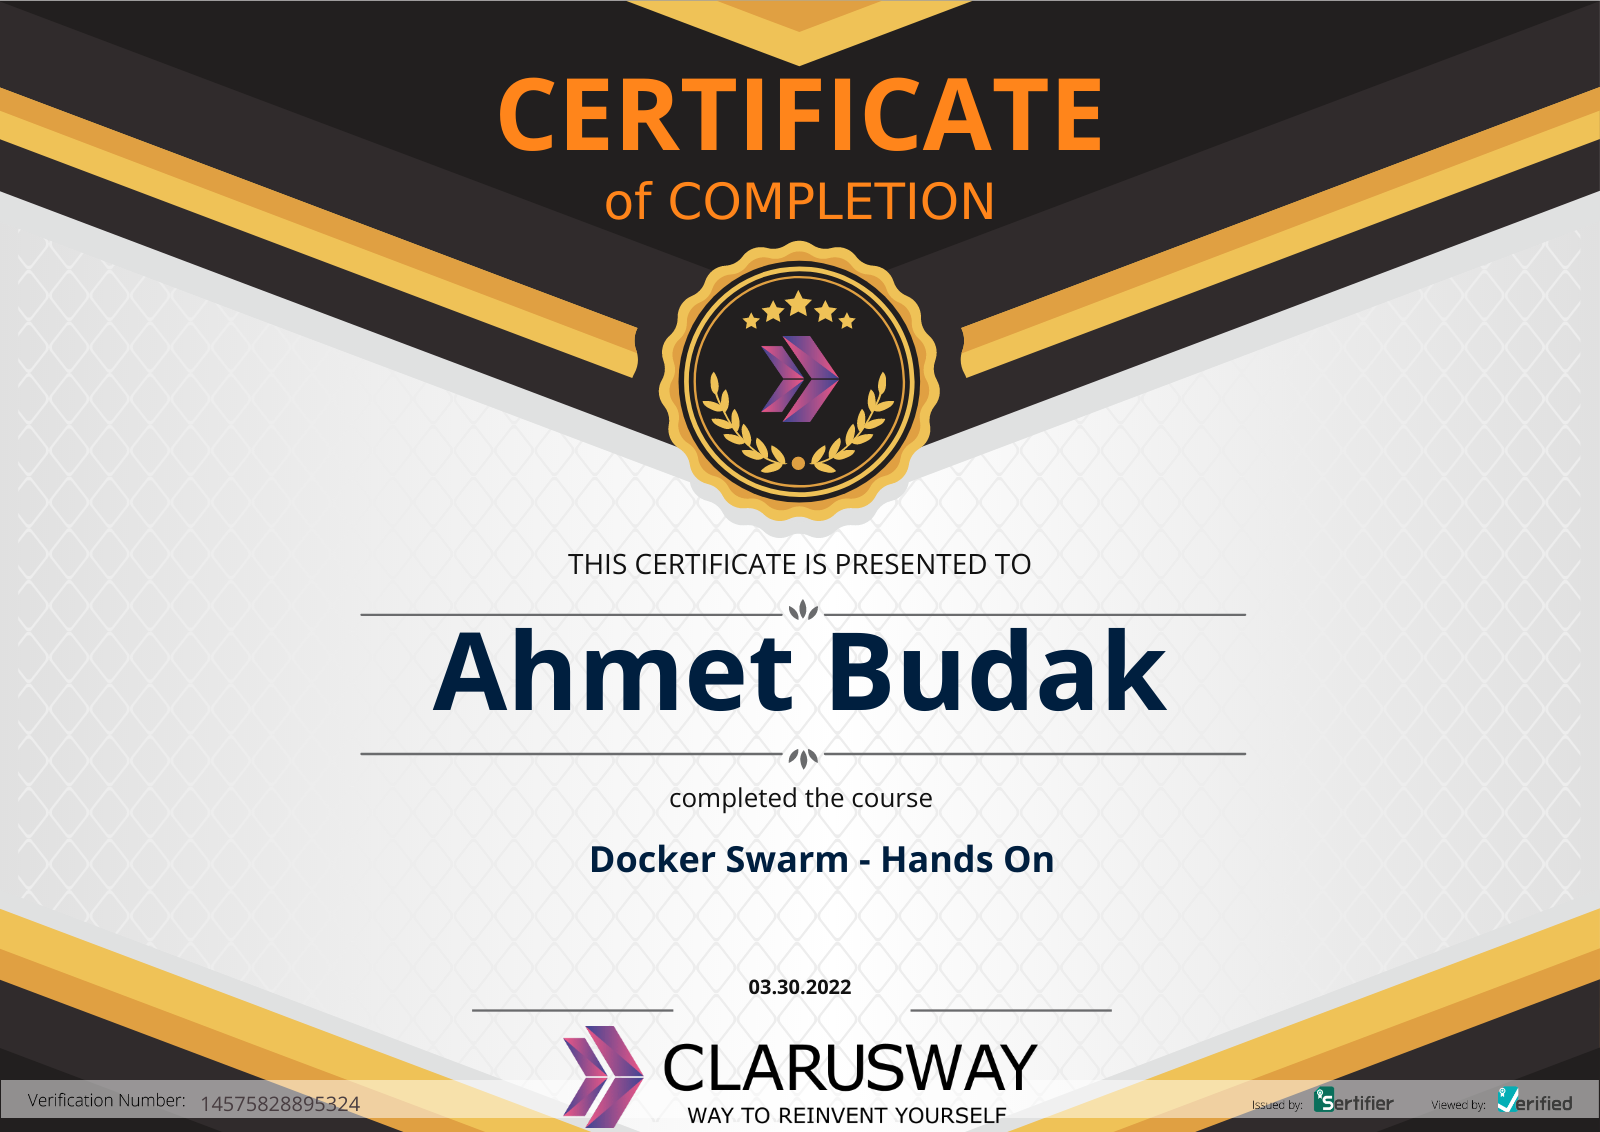 CERTIFICATE
of COMPLETION
THIS CERTIFICATE IS PRESENTED TO
Ahmet Budak
completed the course
Docker Swarm - Hands On
03.30.2022
CLARUSWAY
WAY TO REINVENT YOURSELF
Verification Number: 14575828895324
Issued by: Sertifier
Viewed by: Verified